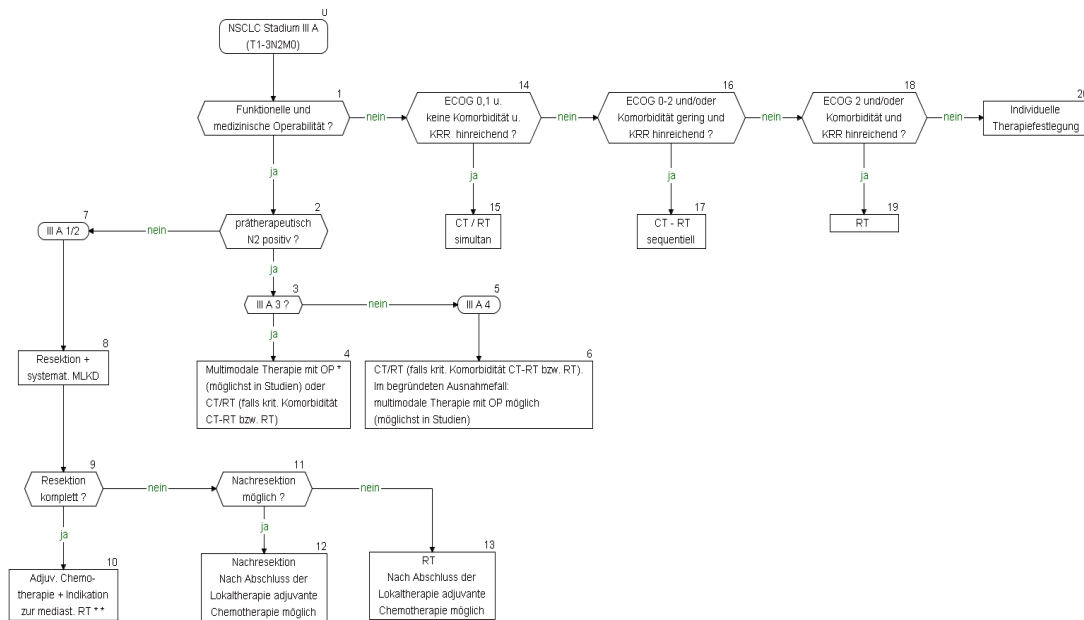 U
NSCLC Stadium III A
(T1-3N2M0)
1
Funktionelle und
medizinische Operabilität ?
nein
14
ECOG 0,1 u.
keine Komorbidität u.
KRR hinreichend ?
nein
16
ECOG 0-2 und/oder
Komorbidität gering und
KRR hinreichend ?
nein
18
ECOG 2 und/oder
Komorbidität und
KRR hinreichend ?
nein
20
Individuelle
Therapiefestlegung
ja
ja
ja
ja
15
CT / RT
simultan
17
CT - RT
sequentiell
19
RT
7
III A 1/2
nein
2
prätherapeutisch
N2 positiv ?
ja
3
III A 3 ?
nein
5
III A 4
ja
8
Resektion +
systemat. MLKD
4
Multimodale Therapie mit OP *
(möglichst in Studien) oder
CT/RT (falls krit. Komorbidität
CT-RT bzw. RT)
6
CT/RT (falls krit. Komorbidität CT-RT bzw. RT).
Im begründeten Ausnahmefall:
multimodale Therapie mit OP möglich
(möglichst in Studien)
9
Resektion
komplett ?
nein
11
Nachresektion
möglich ?
nein
ja
ja
10
Adjuv. Chemo-
therapie + Indikation
zur mediast. RT * *
12
Nachresektion
Nach Abschluss der
Lokaltherapie adjuvante
Chemotherapie möglich
13
RT
Nach Abschluss der
Lokaltherapie adjuvante
Chemotherapie möglich